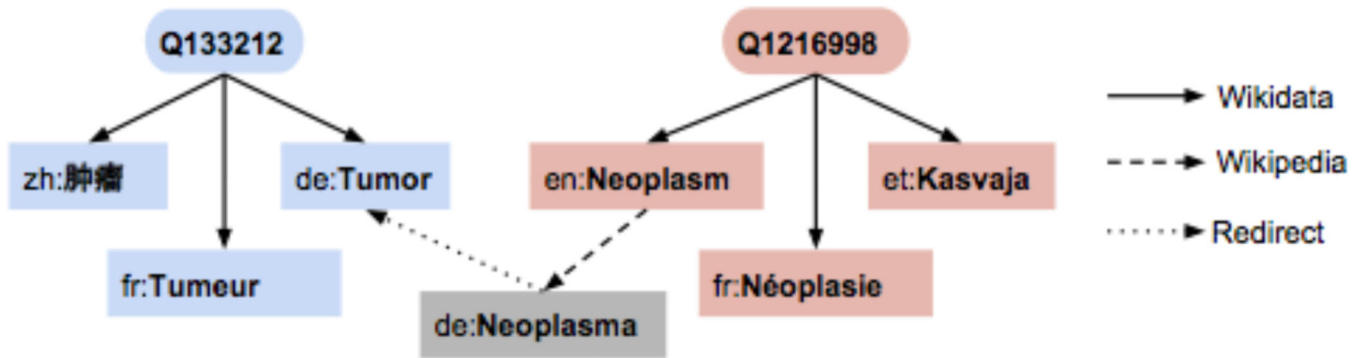 Q133212
Q1216998
Wikidata
zh:肿瘤
de:Tumor
en:Neoplasm
et:Kasvaja
Wikipedia
Redirect
fr:Tumeur
fr:Néoplasie
de:Neoplasma